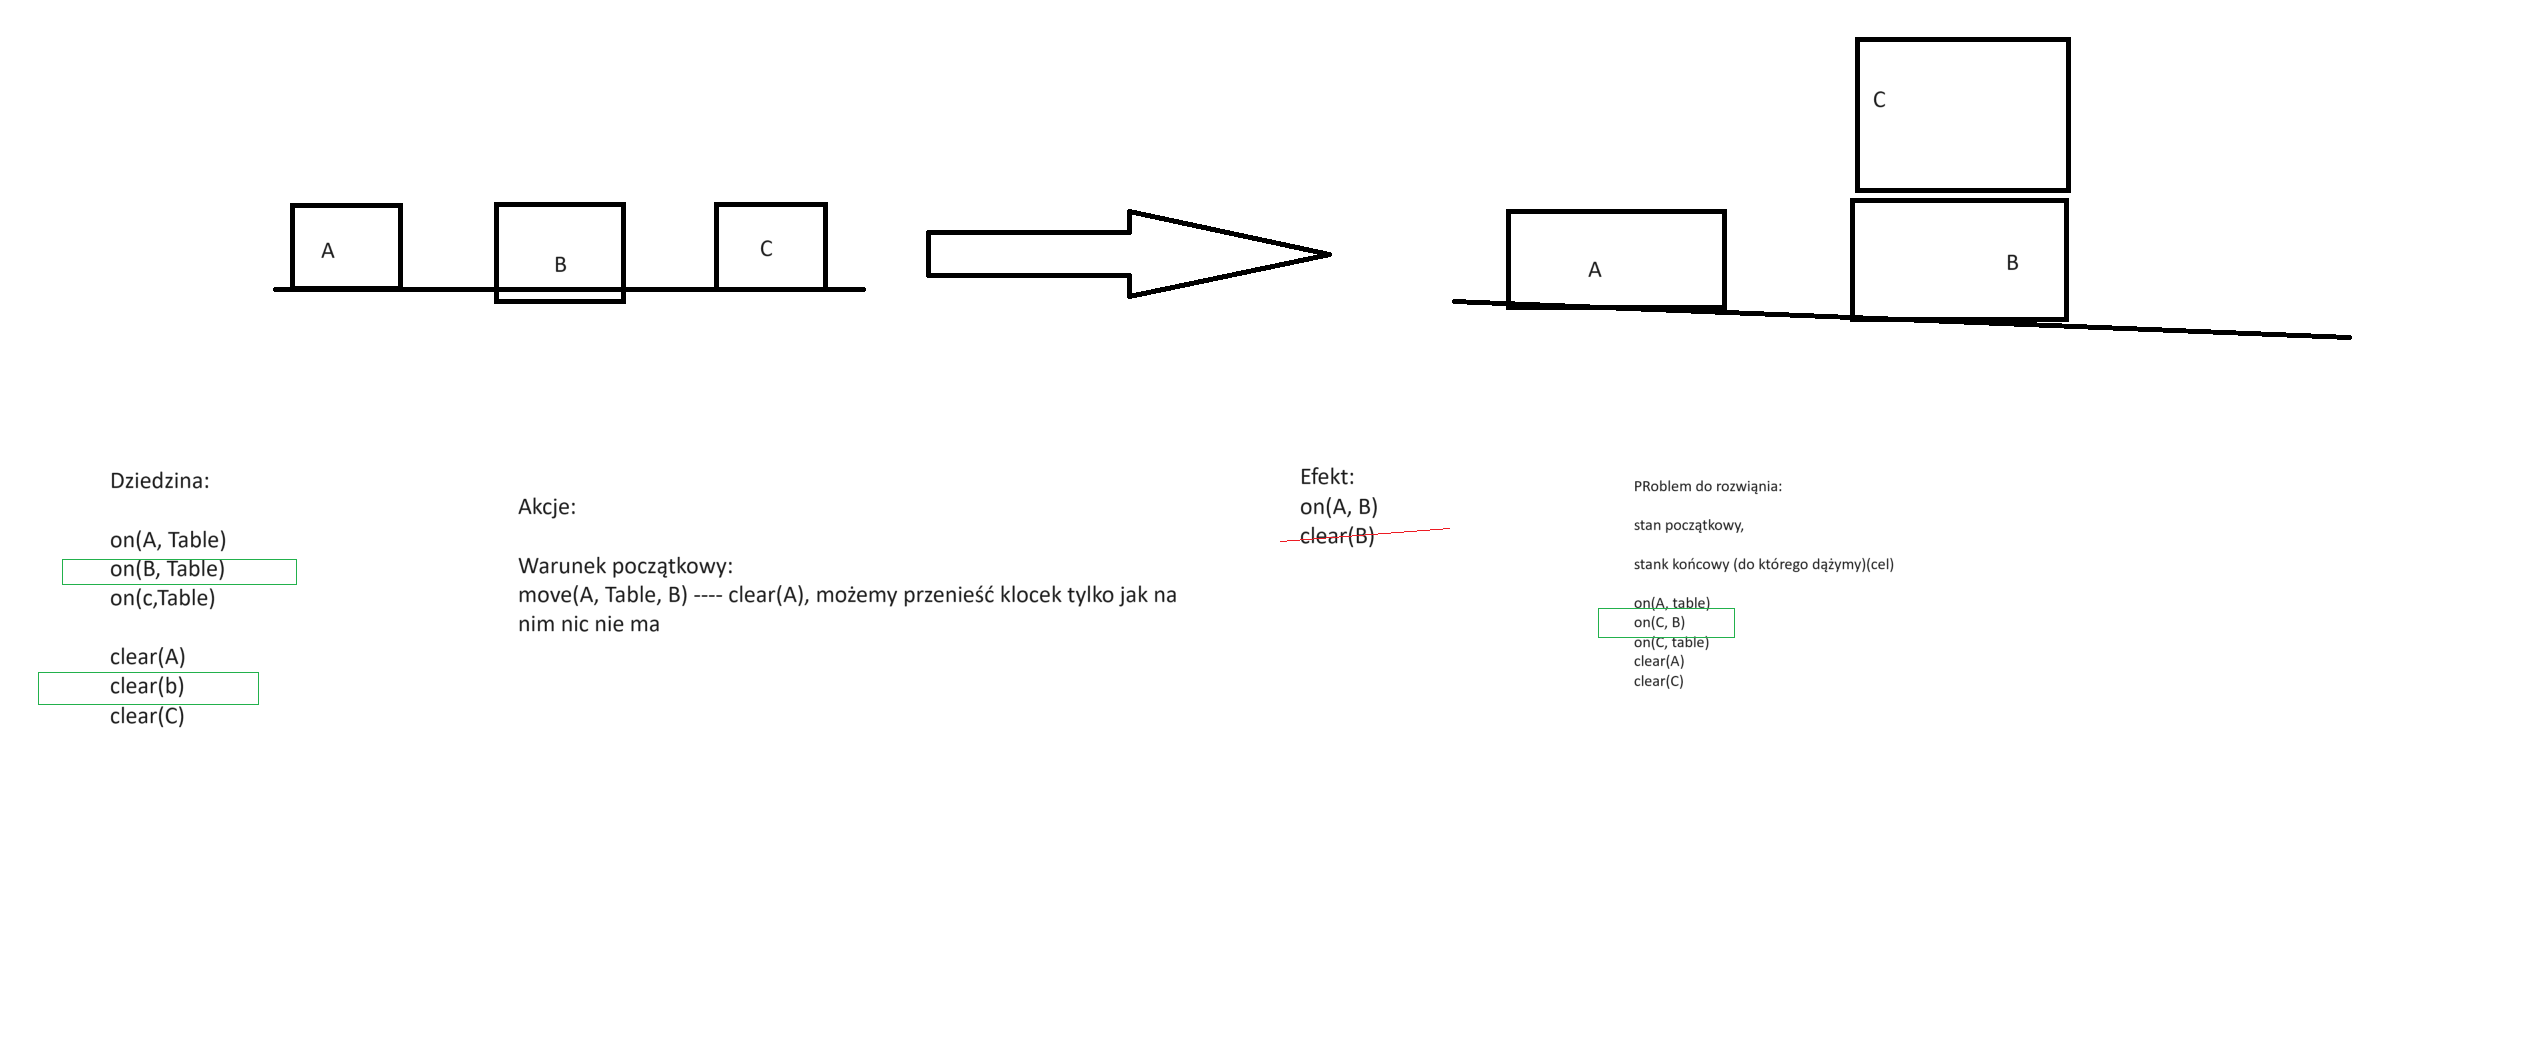 C
A
B
C
A
B
Dziedzina:
on(A, Table)
on(B, Table)
on(c,Table)
clear(A)
clear(b)
clear(C)
Akcje:
Warunek początkowy:
move(A, Table, B) ---- clear(A), możemy przenieść klocek tylko jak na
nim nic nie ma
Efekt:
on(A, B)
clear(B)
PRoblem do rozwiąnia:
stan początkowy,
stank końcowy (do którego dążymy)(cel)
on(A, table)
on(C, B)
on(C, table)
clear(A)
clear(C)